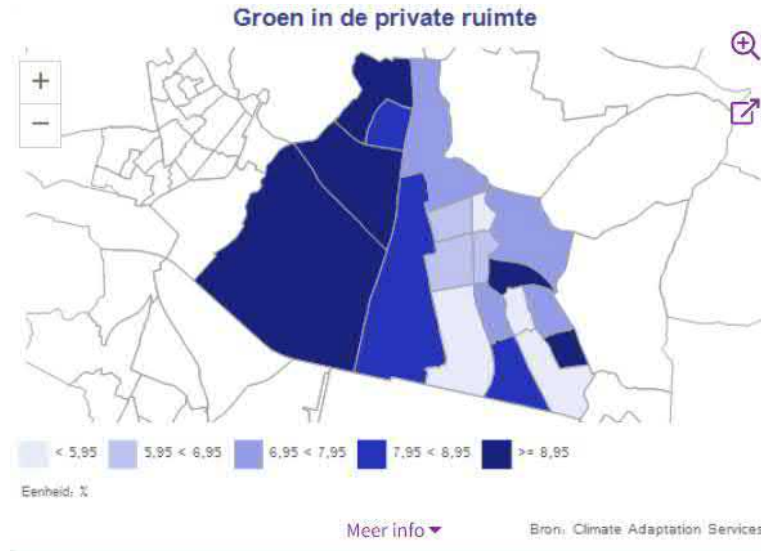 Groen in de private ruimte
+
−
< 5,95 5,95 < 6,95 6,95 < 7,95 7,95 < 8,95 >= 8,95
Eenheid: %
Meer info
Bron: Climate Adaptation Services